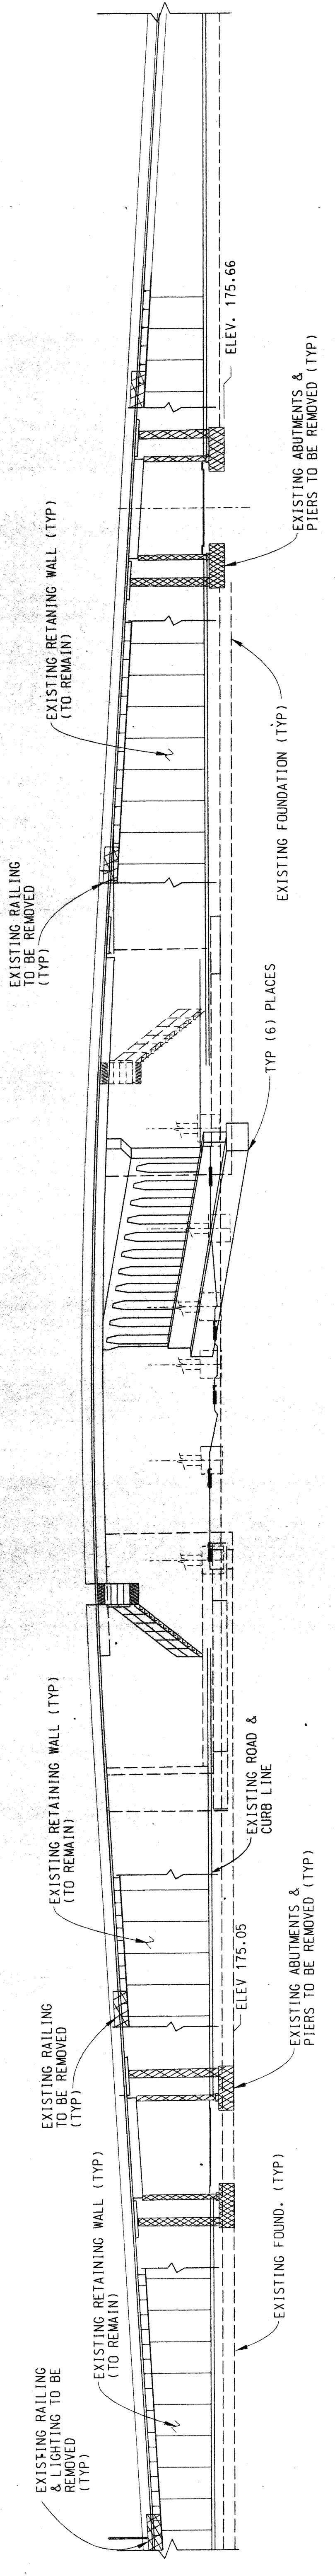 EXISTING RAILING
& LIGHTING TO BE
REMOVED
(TYP)
EXISTING RETAINING WALL (TYP)
(TO REMAIN)
EXISTING RAILING
TO BE REMOVED
(TYP)
EXISTING RETAINING WALL (TYP)
(TO REMAIN)
EXISTING RAILING
TO BE REMOVED
(TYP)
EXISTING RETANING WALL (TYP)
(TO REMAIN)
EXISTING FOUND. (TYP)
ELEV 175.05
EXISTING ABUTMENTS &
PIERS TO BE REMOVED (TYP)
EXISTING ROAD &
CURB LINE
TYP (6) PLACES
EXISTING FOUNDATION (TYP)
ELEV. 175.66
EXISTING ABUTMENTS &
PIERS TO BE REMOVED (TYP)